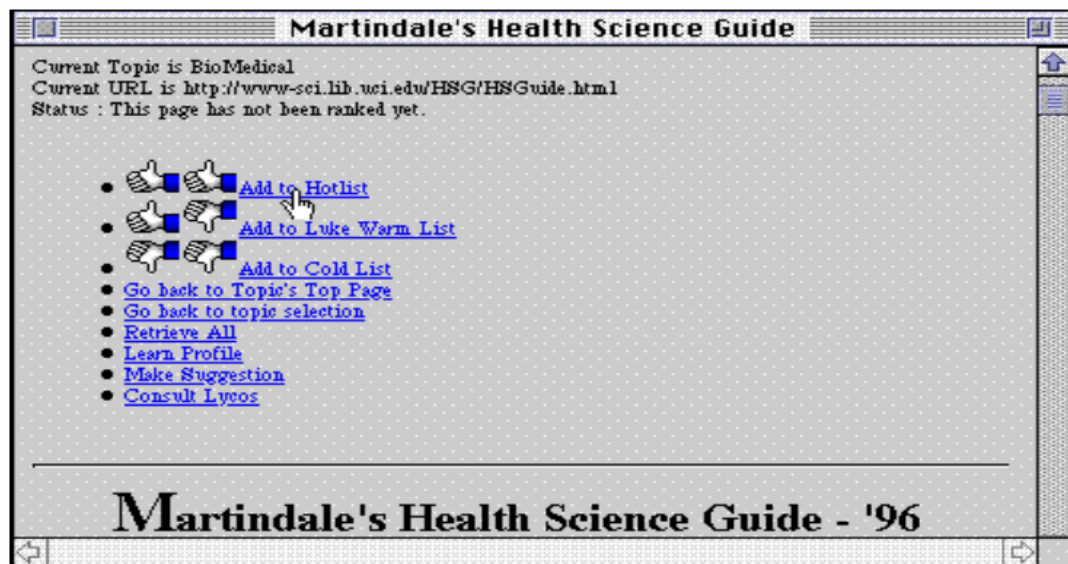 Martindale's Health Science Guide
Current Topic is BioMedical
Current URL is http://www-sci.lib.uci.edu/HSG/HSGuide.html
Status : This page has not been ranked yet.
Add to Hotlist
Add to Luke Warm List
Add to Cold List
Go back to Topic's Top Page
Go back to topic selection
Retrieve All
Learn Profile
Make Suggestion
Consult Lycos
Martindale's Health Science Guide - '96